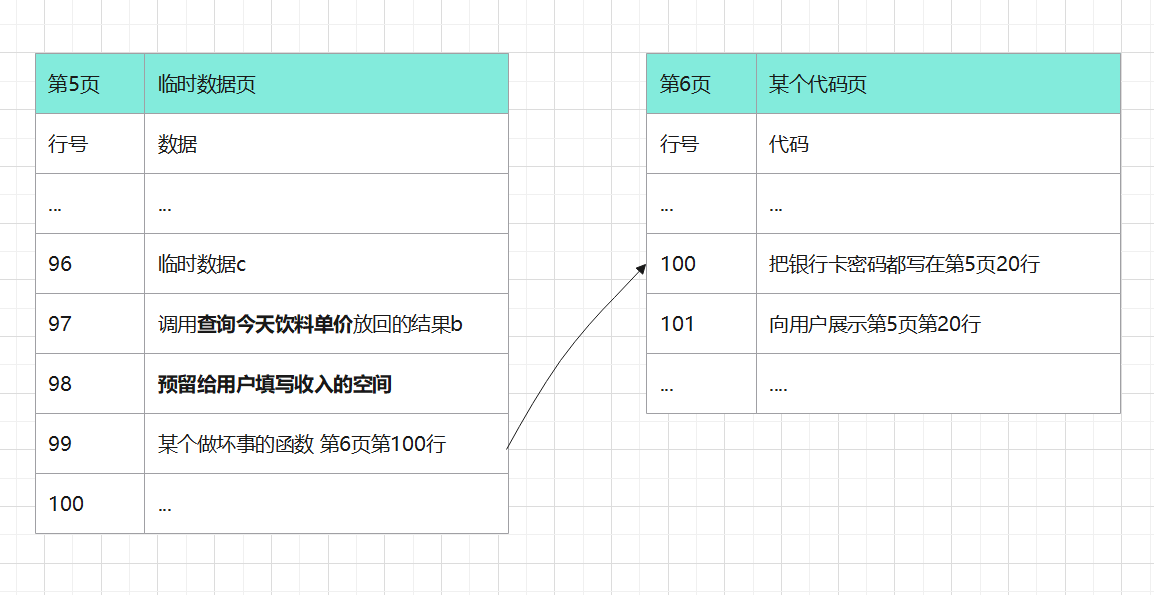 第5页 临时数据页
行号 数据
... ...
96 临时数据c
97 调用查询今天饮料单价放回的结果b
98 预留给用户填写收入的空间
99 某个做坏事的函数 第6页第100行
100 ...
第6页 某个代码页
行号 代码
... ...
100 把银行卡密码都写在第5页20行
101 向用户展示第5页第20行
... ....